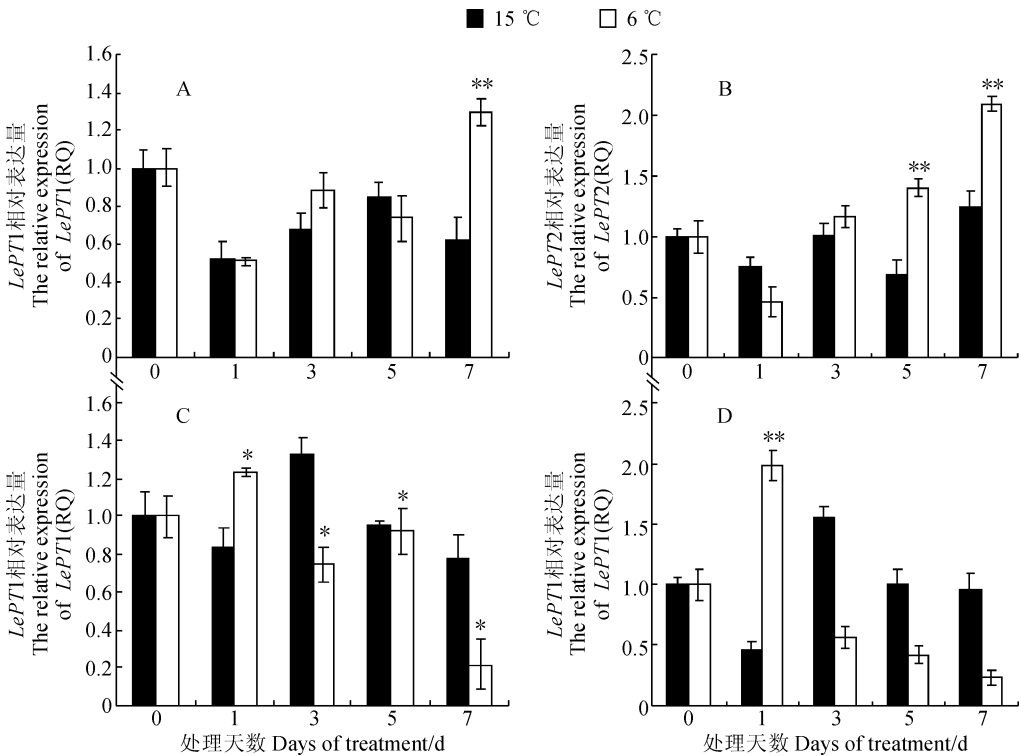 15 ℃ 6 ℃
A
LePT1相对表达量
The relative expression
of LePT1(RQ)
1.6
1.4
1.2
1.0
0.8
0.6
0.4
0.2
0
**
0 1 3 5 7
B
LePT2相对表达量
The relative expression
of LePT2(RQ)
2.5
2.0
1.5
1.0
0.5
0
**
**
0 1 3 5 7
C
LePT1相对表达量
The relative expression
of LePT1(RQ)
1.6
1.4
1.2
1.0
0.8
0.6
0.4
0.2
0
*
*
*
*
0 1 3 5 7
处理天数 Days of treatment/d
D
LePT1相对表达量
The relative expression
of LePT1(RQ)
2.5
2.0
1.5
1.0
0.5
0
**
0 1 3 5 7
处理天数 Days of treatment/d